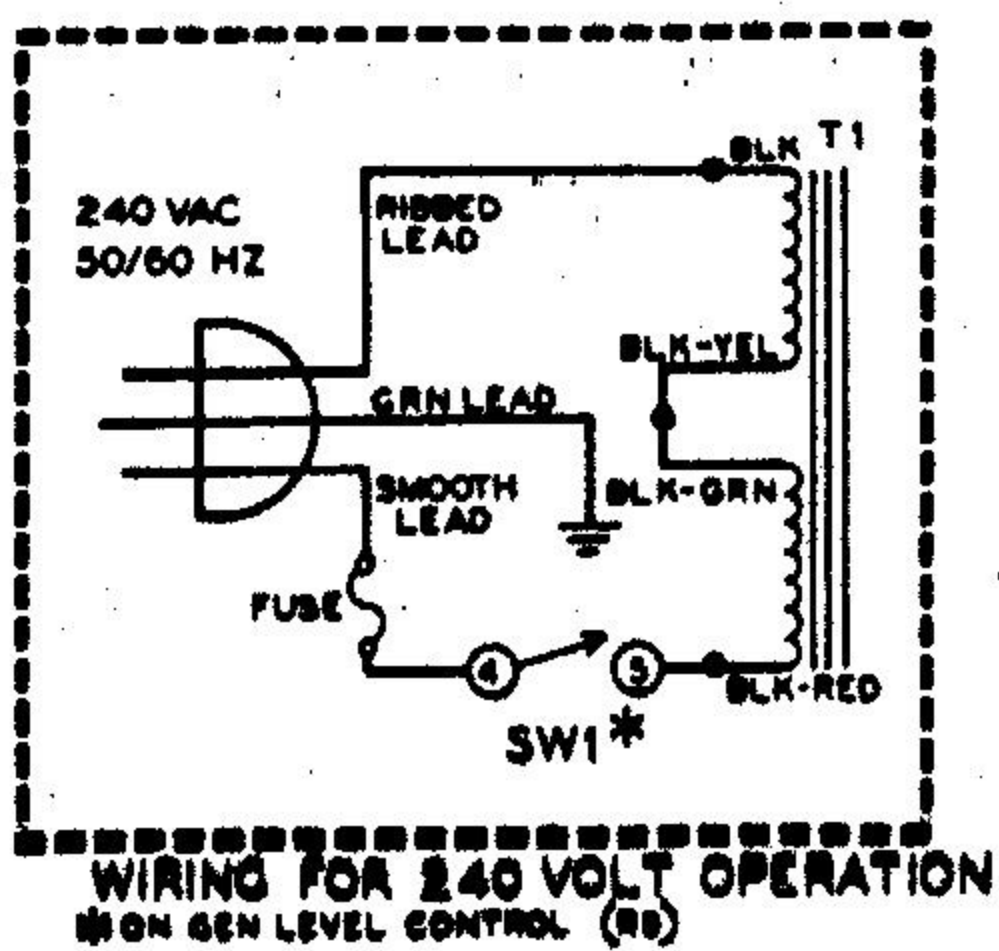 BLK T1
240 VAC
50/60 HZ
RIBBED
LEAD
BLK-YEL
GRN LEAD
SMOOTH
LEAD
BLK-GRN
FUSE
4
5
BLK-RED
SW1*
WIRING FOR 240 VOLT OPERATION
*ON GEN LEVEL CONTROL